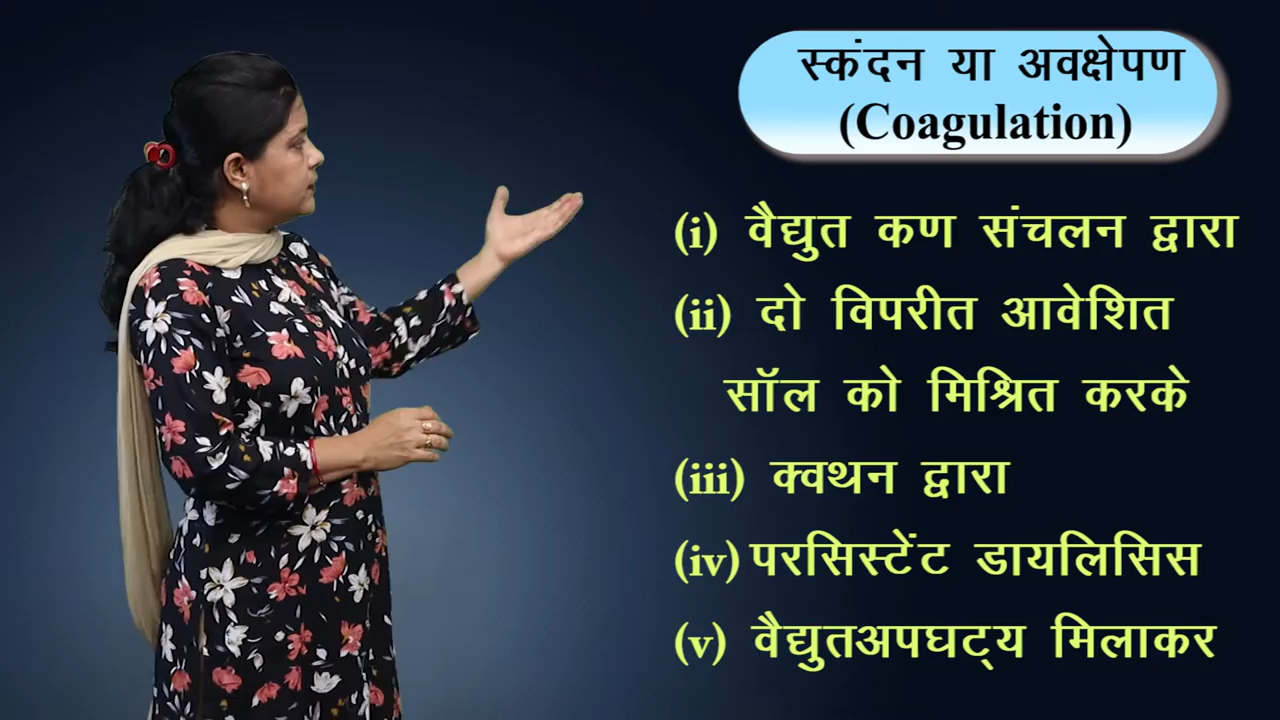 स्कंदन या अवक्षेपण
(Coagulation)
(i) वैद्युत कण संचलन द्वारा
(ii) दो विपरीत आवेशित
सॉल को मिश्रित करके
(iii) क्वथन द्वारा
(iv) परसिस्टेंट डायलिसिस
(v) वैद्युतअपघट्य मिलाकर